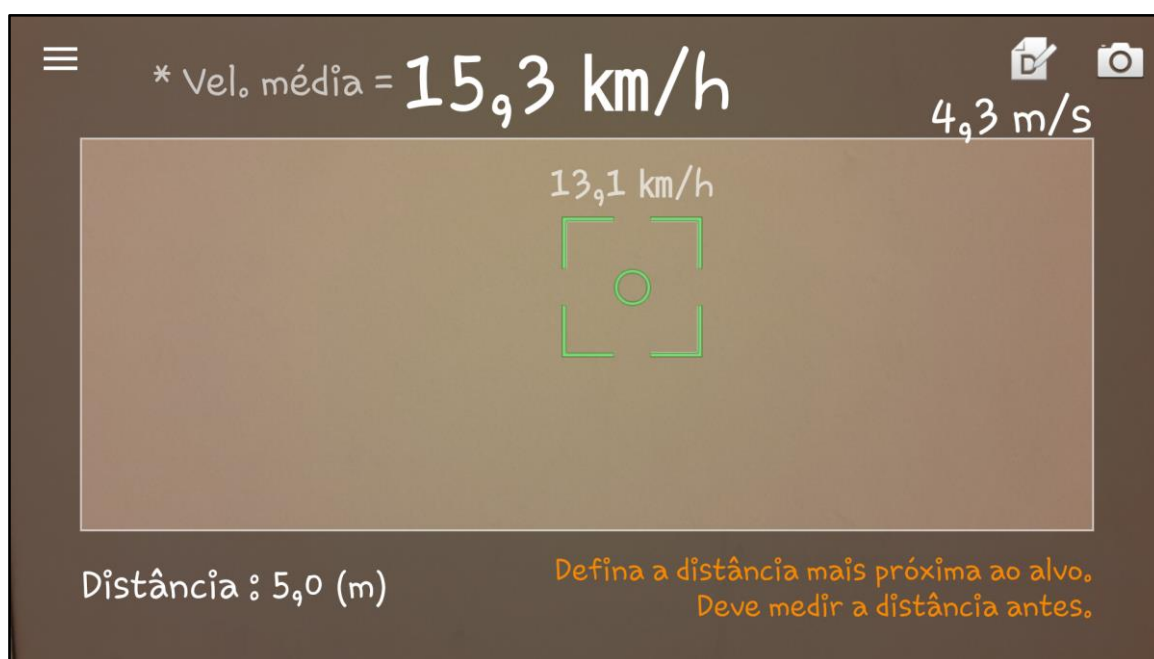 * Vel. média = 15,3 km/h
4,3 m/s
13,1 km/h
Distância : 5,0 (m)
Defina a distância mais próxima ao alvo.
Deve medir a distância antes.